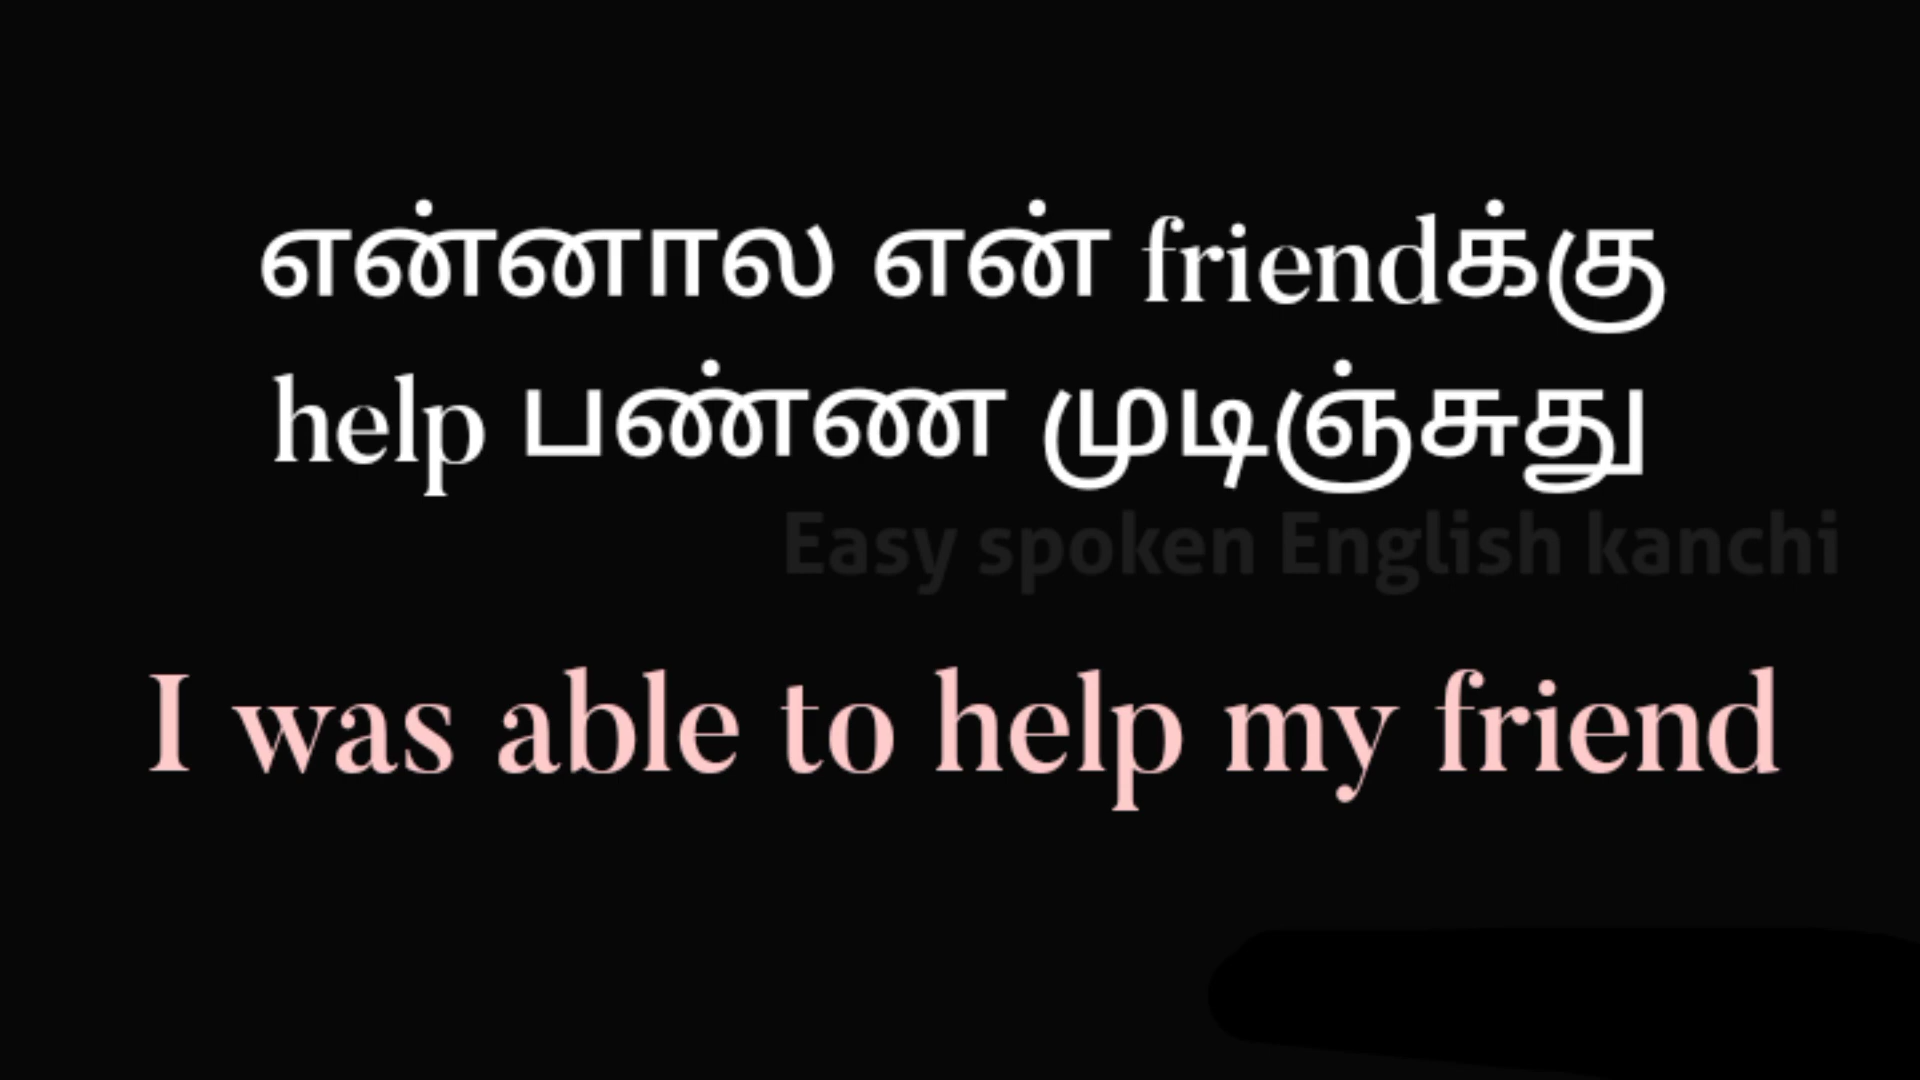 என்னால என் friendக்கு
help பண்ண முடிஞ்சுது
Easy spoken English kanchi
I was able to help my friend